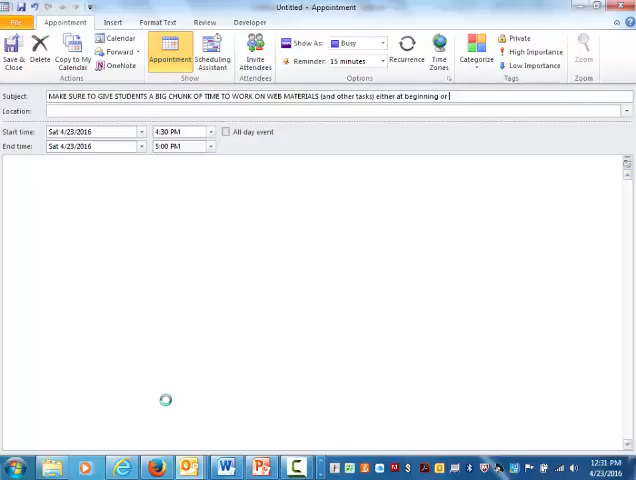 Untitled - Appointment
File Appointment Insert Format Text Review Developer
Save & Close
Delete
Copy to My Calendar
Calendar
Forward
OneNote
Actions
Appointment
Scheduling Assistant
Show
Invite Attendees
Attendees
Show As: Busy
Reminder: 15 minutes
Recurrence
Time Zones
Options
Categorize
Private
High Importance
Low Importance
Tags
Zoom
Zoom
Subject: MAKE SURE TO GIVE STUDENTS A BIG CHUNK OF TIME TO WORK ON WEB MATERIALS (and other tasks) either at beginning or
Location:
Start time: Sat 4/23/2016 4:30 PM All day event
End time: Sat 4/23/2016 5:00 PM
12:31 PM
4/23/2016